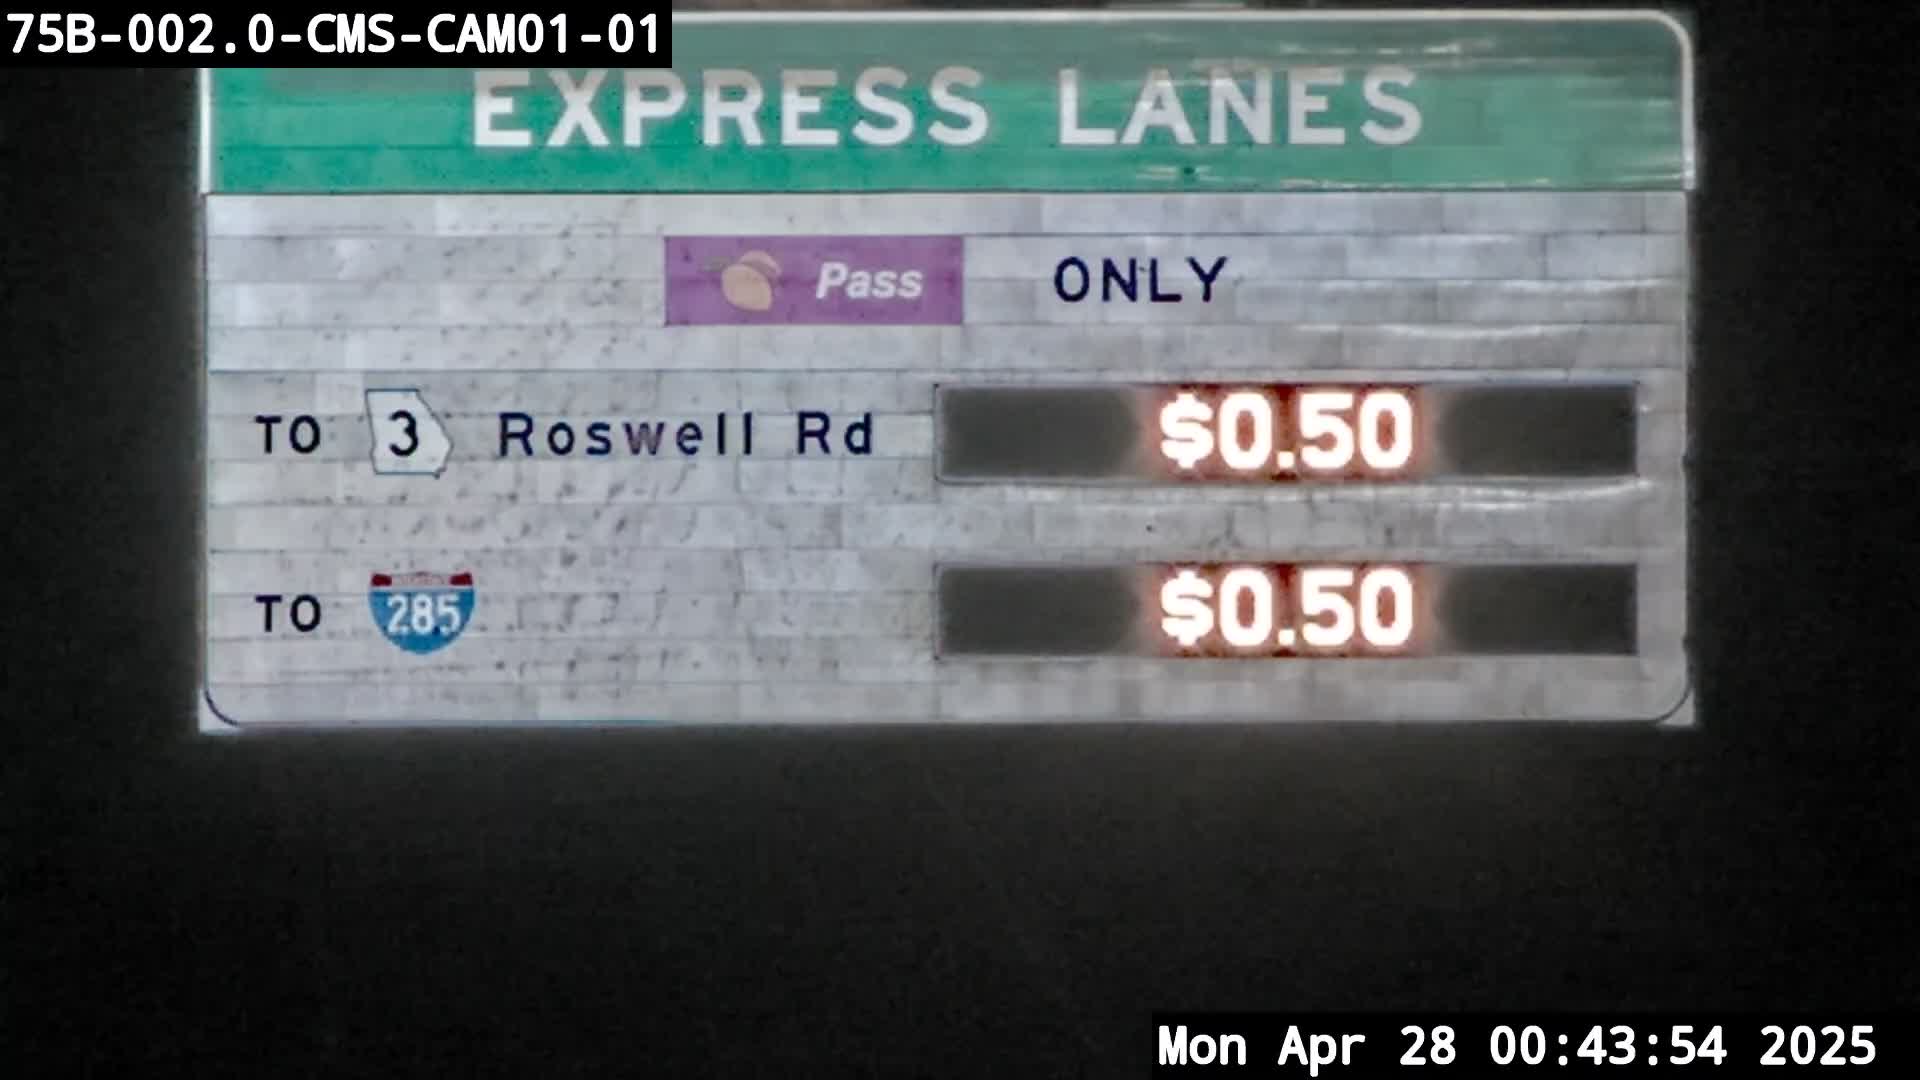 75B-002.0-CMS-CAM01-01
EXPRESS LANES
Pass ONLY
TO 3 Roswell Rd $0.50
TO 285 $0.50
Mon Apr 28 00:43:54 2025